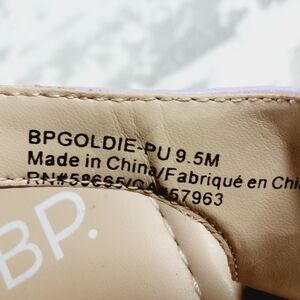 BPGOLDIE-PU 9.5M
Made in China/Fabriqué en Chi
BP.